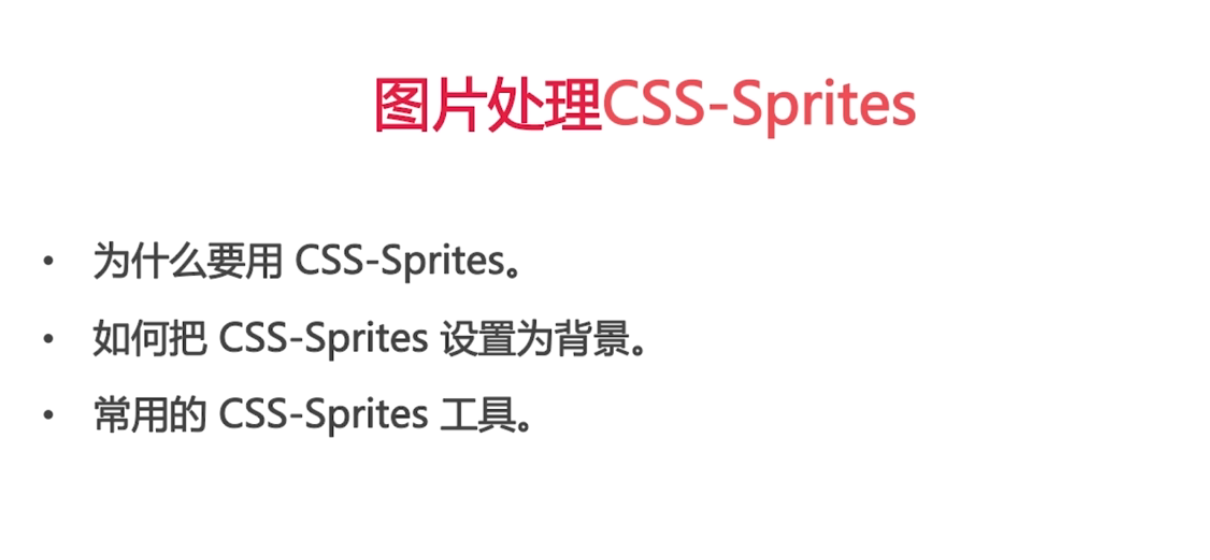 图片处理CSS-Sprites
• 为什么要用 CSS-Sprites。
• 如何把 CSS-Sprites 设置为背景。
• 常用的 CSS-Sprites 工具。